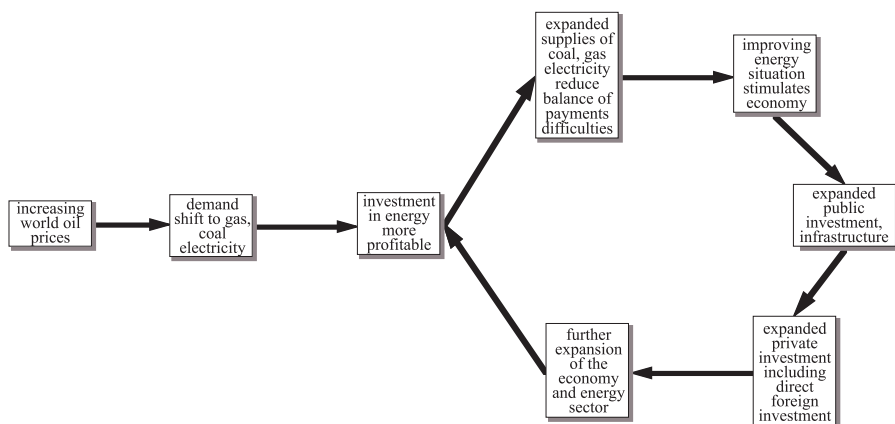 increasing
world oil
prices
demand
shift to gas,
coal
electricity
investment
in energy
more
profitable
expanded
supplies of
coal, gas
electricity
reduce
balance of
payments
difficulties
improving
energy
situation
stimulates
economy
expanded
public
investment,
infrastructure
expanded
private
investment
including
direct
foreign
investment
further
expansion
of the
economy
and energy
sector